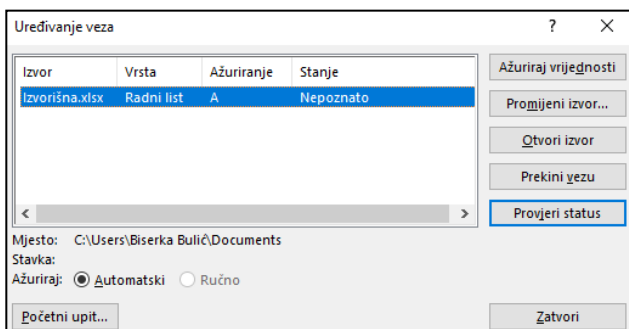 Uređivanje veza ? X
Izvor Vrsta Ažuriranje Stanje
Izvorišna.xlsx Radni list A Nepoznato
Ažuriraj vrijednosti
Promijeni izvor...
Otvori izvor
Prekini vezu
Provjeri status
Mjesto: C:\Users\Biserka Bulić\Documents
Stavka:
Ažuriraj: Automatski Ručno
Početni upit... Zatvori